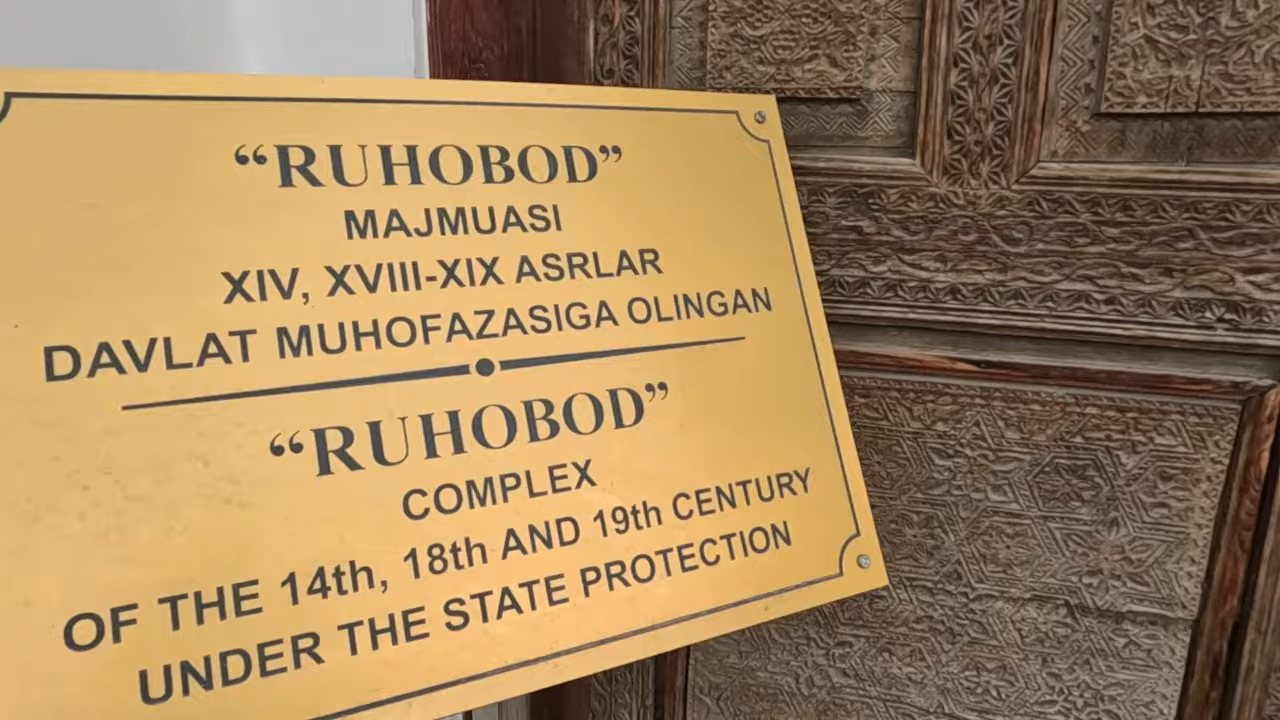 “RUHOBOD”
MAJMUASI
XIV, XVIII-XIX ASRLAR
DAVLAT MUHOFAZASIGA OLINGAN
“RUHOBOD”
COMPLEX
OF THE 14th, 18th AND 19th CENTURY
UNDER THE STATE PROTECTION